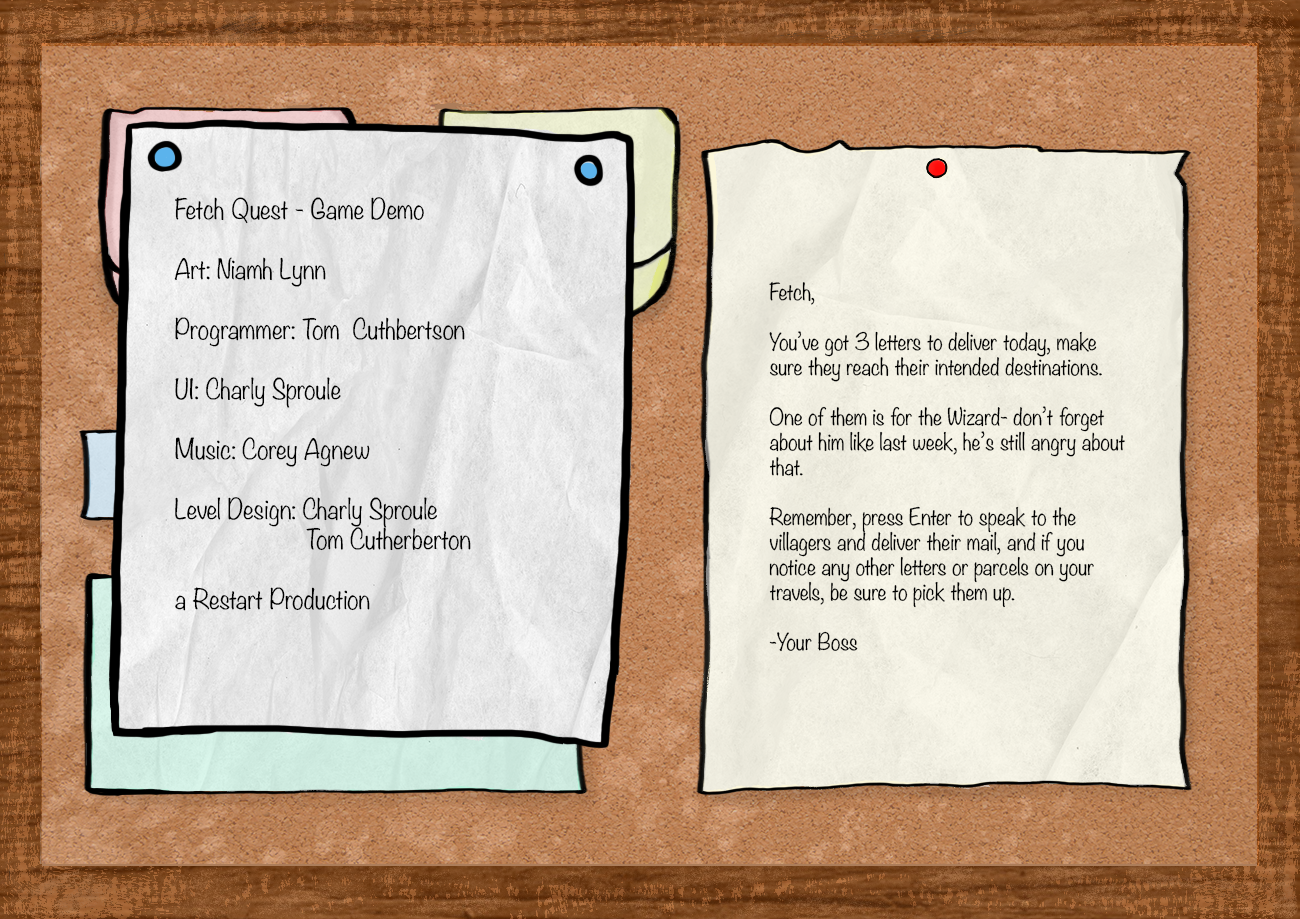 Fetch Quest - Game Demo
Art: Niamh Lynn
Programmer: Tom Cuthbertson
UI: Charly Sproule
Music: Corey Agnew
Level Design: Charly Sproule
Tom Cutherberton
a Restart Production
Fetch,
You've got 3 letters to deliver today, make
sure they reach their intended destinations.
One of them is for the Wizard- don't forget
about him like last week, he's still angry about
that.
Remember, press Enter to speak to the
villagers and deliver their mail, and if you
notice any other letters or parcels on your
travels, be sure to pick them up.
-Your Boss